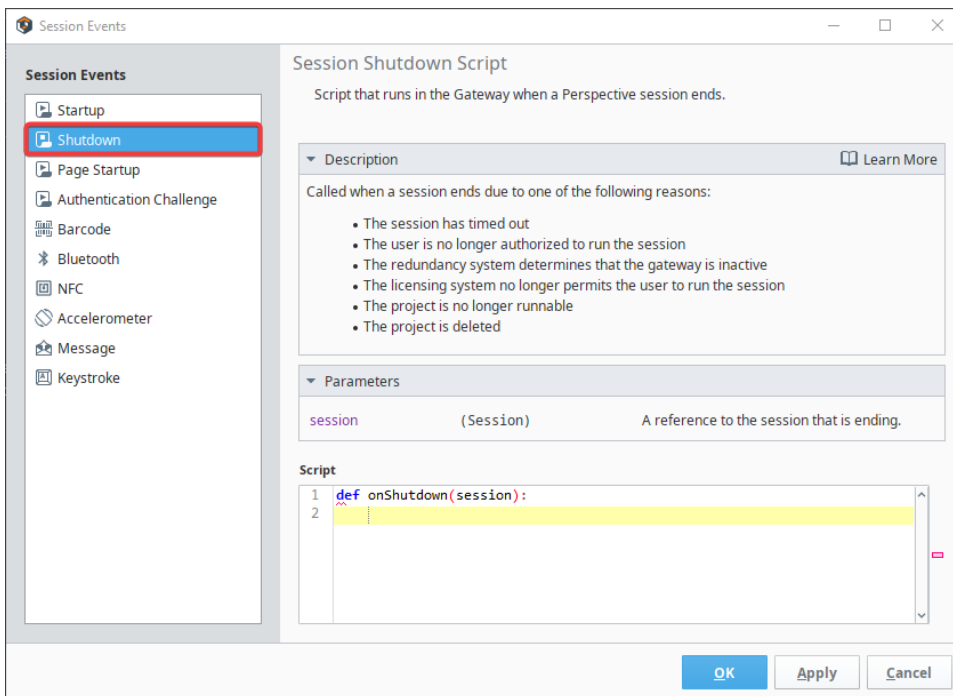 Session Events
Session Events
Startup
Shutdown
Page Startup
Authentication Challenge
Barcode
Bluetooth
NFC
Accelerometer
Message
Keystroke
Session Shutdown Script
Script that runs in the Gateway when a Perspective session ends.
Description Learn More
Called when a session ends due to one of the following reasons:
• The session has timed out
• The user is no longer authorized to run the session
• The redundancy system determines that the gateway is inactive
• The licensing system no longer permits the user to run the session
• The project is no longer runnable
• The project is deleted
Parameters
session (Session) A reference to the session that is ending.
Script
1 def onShutdown(session):
2
OK Apply Cancel